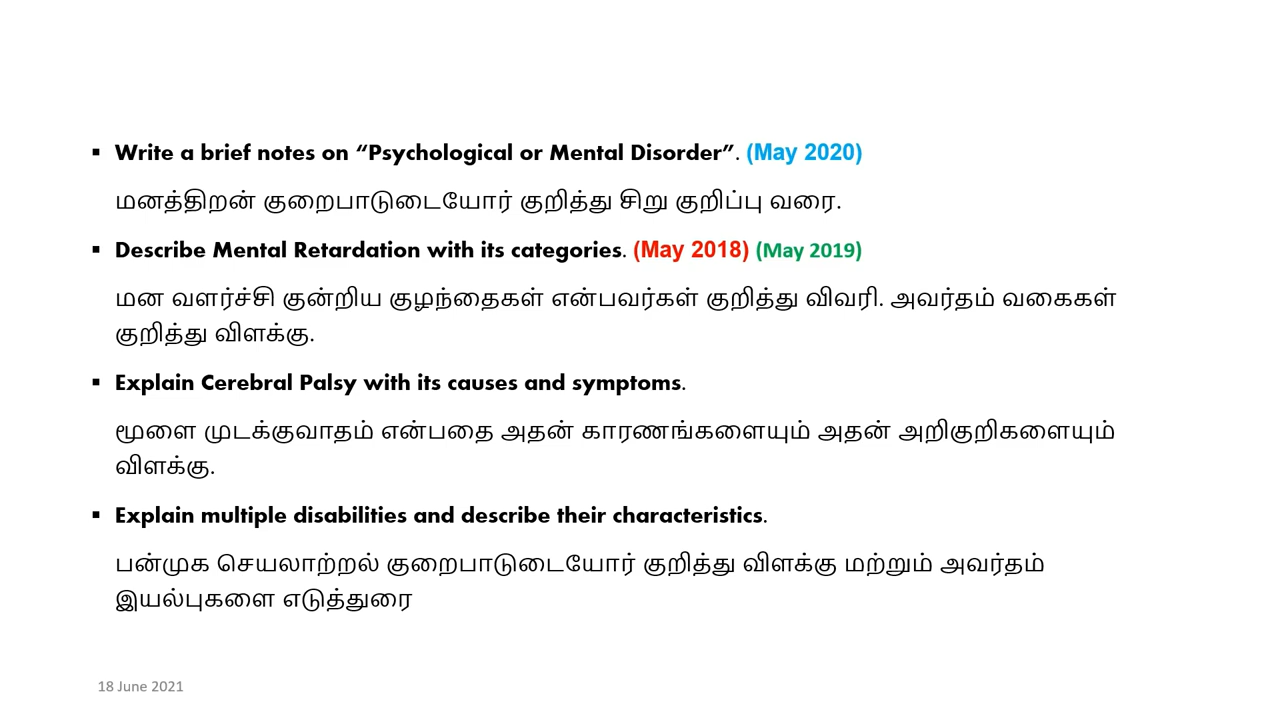 ▪ Write a brief notes on “Psychological or Mental Disorder”. (May 2020)
மனத்திறன் குறைபாடுடையோர் குறித்து சிறு குறிப்பு வரை.
▪ Describe Mental Retardation with its categories. (May 2018) (May 2019)
மன வளர்ச்சி குன்றிய குழந்தைகள் என்பவர்கள் குறித்து விவரி. அவர்தம் வகைகள்
குறித்து விளக்கு.
▪ Explain Cerebral Palsy with its causes and symptoms.
மூளை முடக்குவாதம் என்பதை அதன் காரணங்களையும் அதன் அறிகுறிகளையும்
விளக்கு.
▪ Explain multiple disabilities and describe their characteristics.
பன்முக செயலாற்றல் குறைபாடுடையோர் குறித்து விளக்கு மற்றும் அவர்தம்
இயல்புகளை எடுத்துரை
18 June 2021